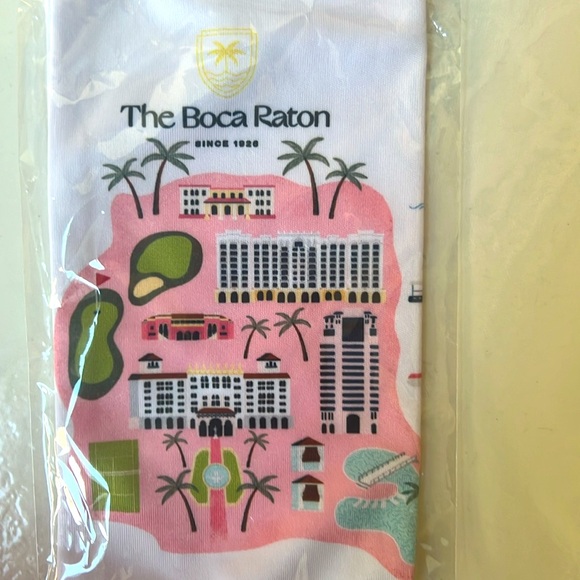 The Boca Raton
SINCE 1926